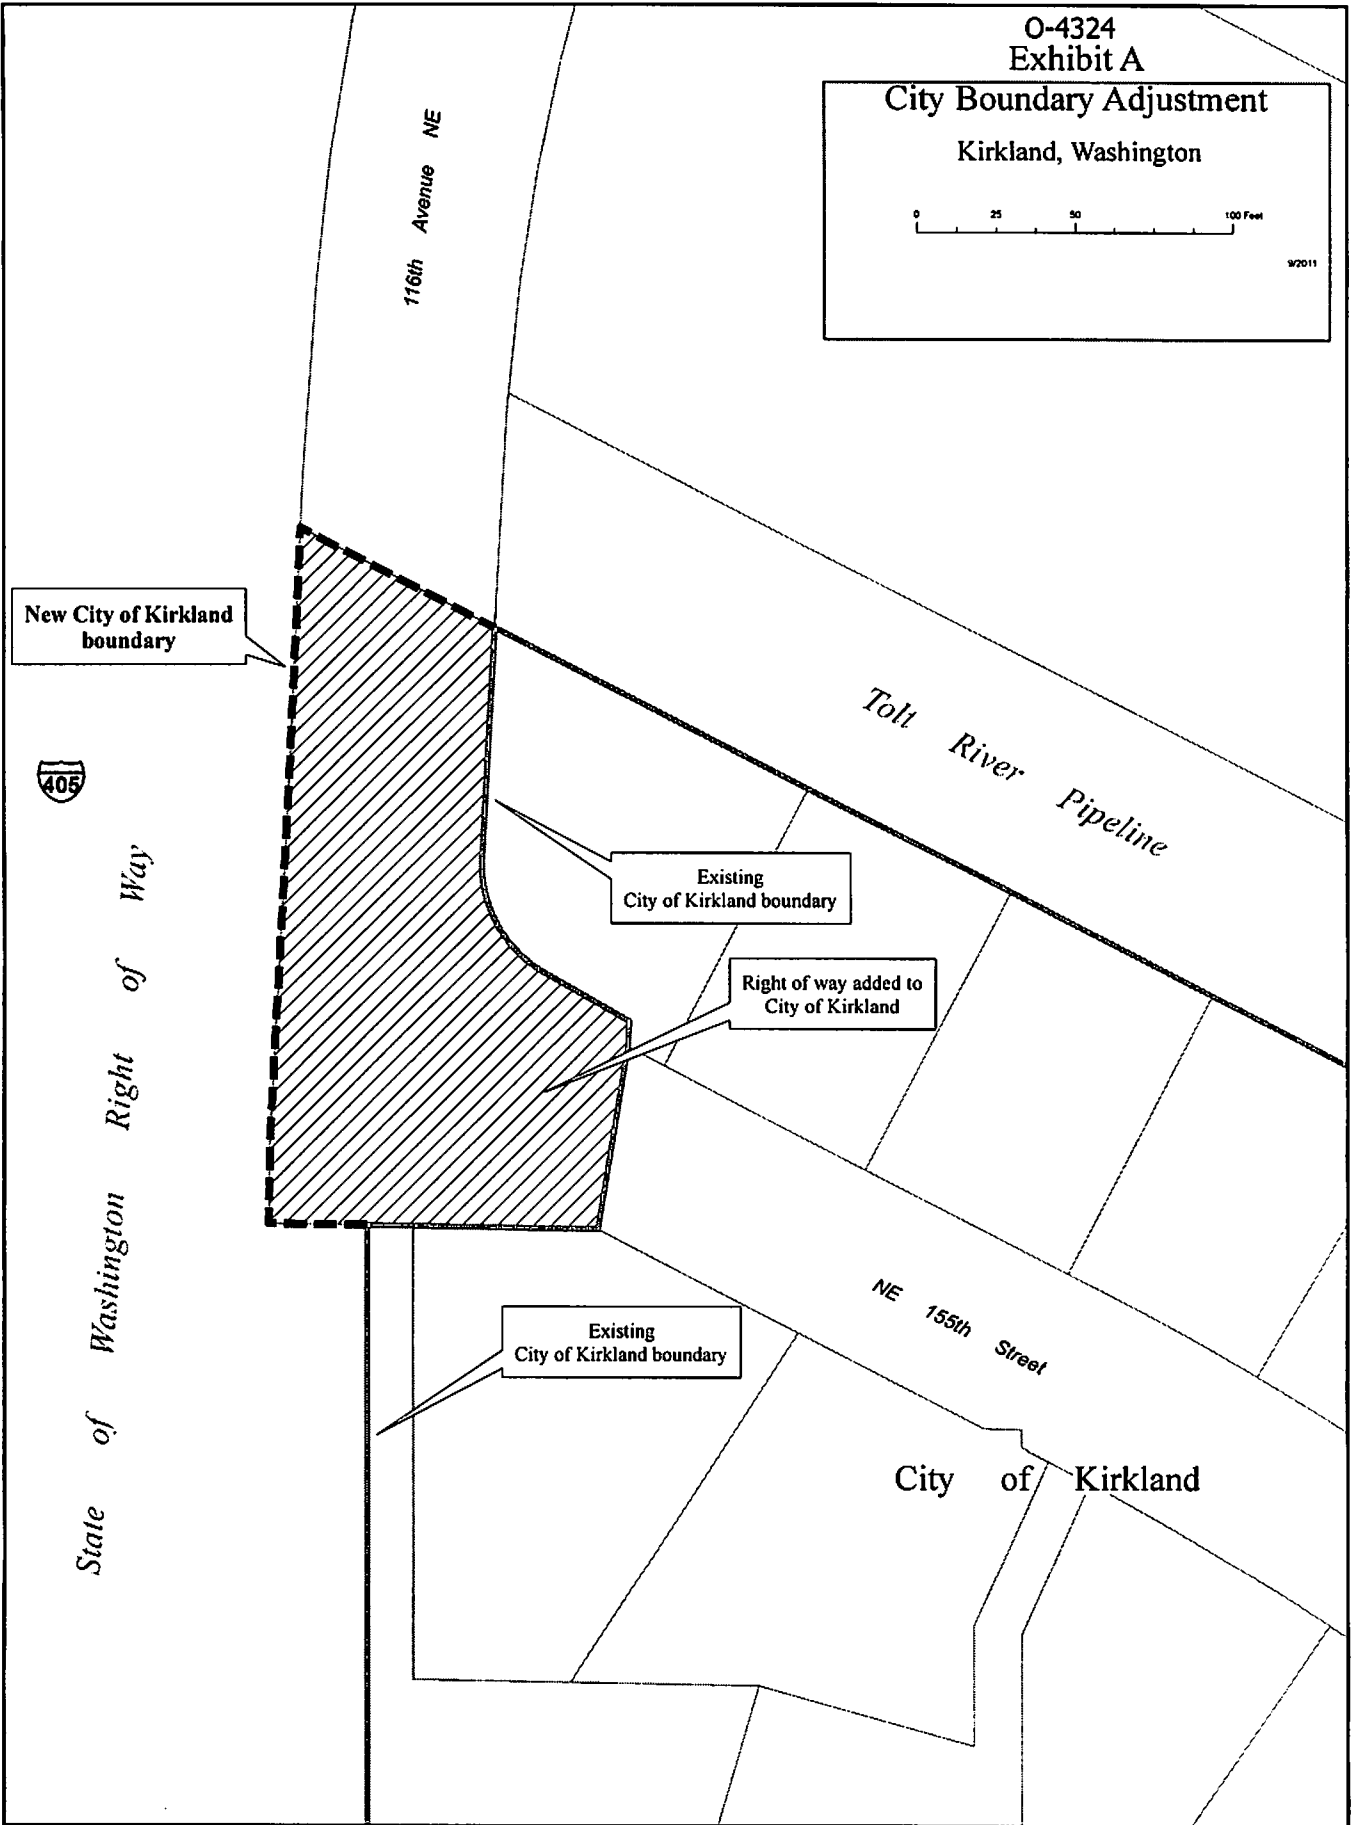 O-4324
Exhibit A
City Boundary Adjustment
Kirkland, Washington
0 25 50 100 Feet
9/2011
116th Avenue NE
New City of Kirkland
boundary
Tolt River Pipeline
405
Existing
City of Kirkland boundary
Right of way added to
City of Kirkland
State of Washington Right of Way
NE 155th Street
Existing
City of Kirkland boundary
City of Kirkland